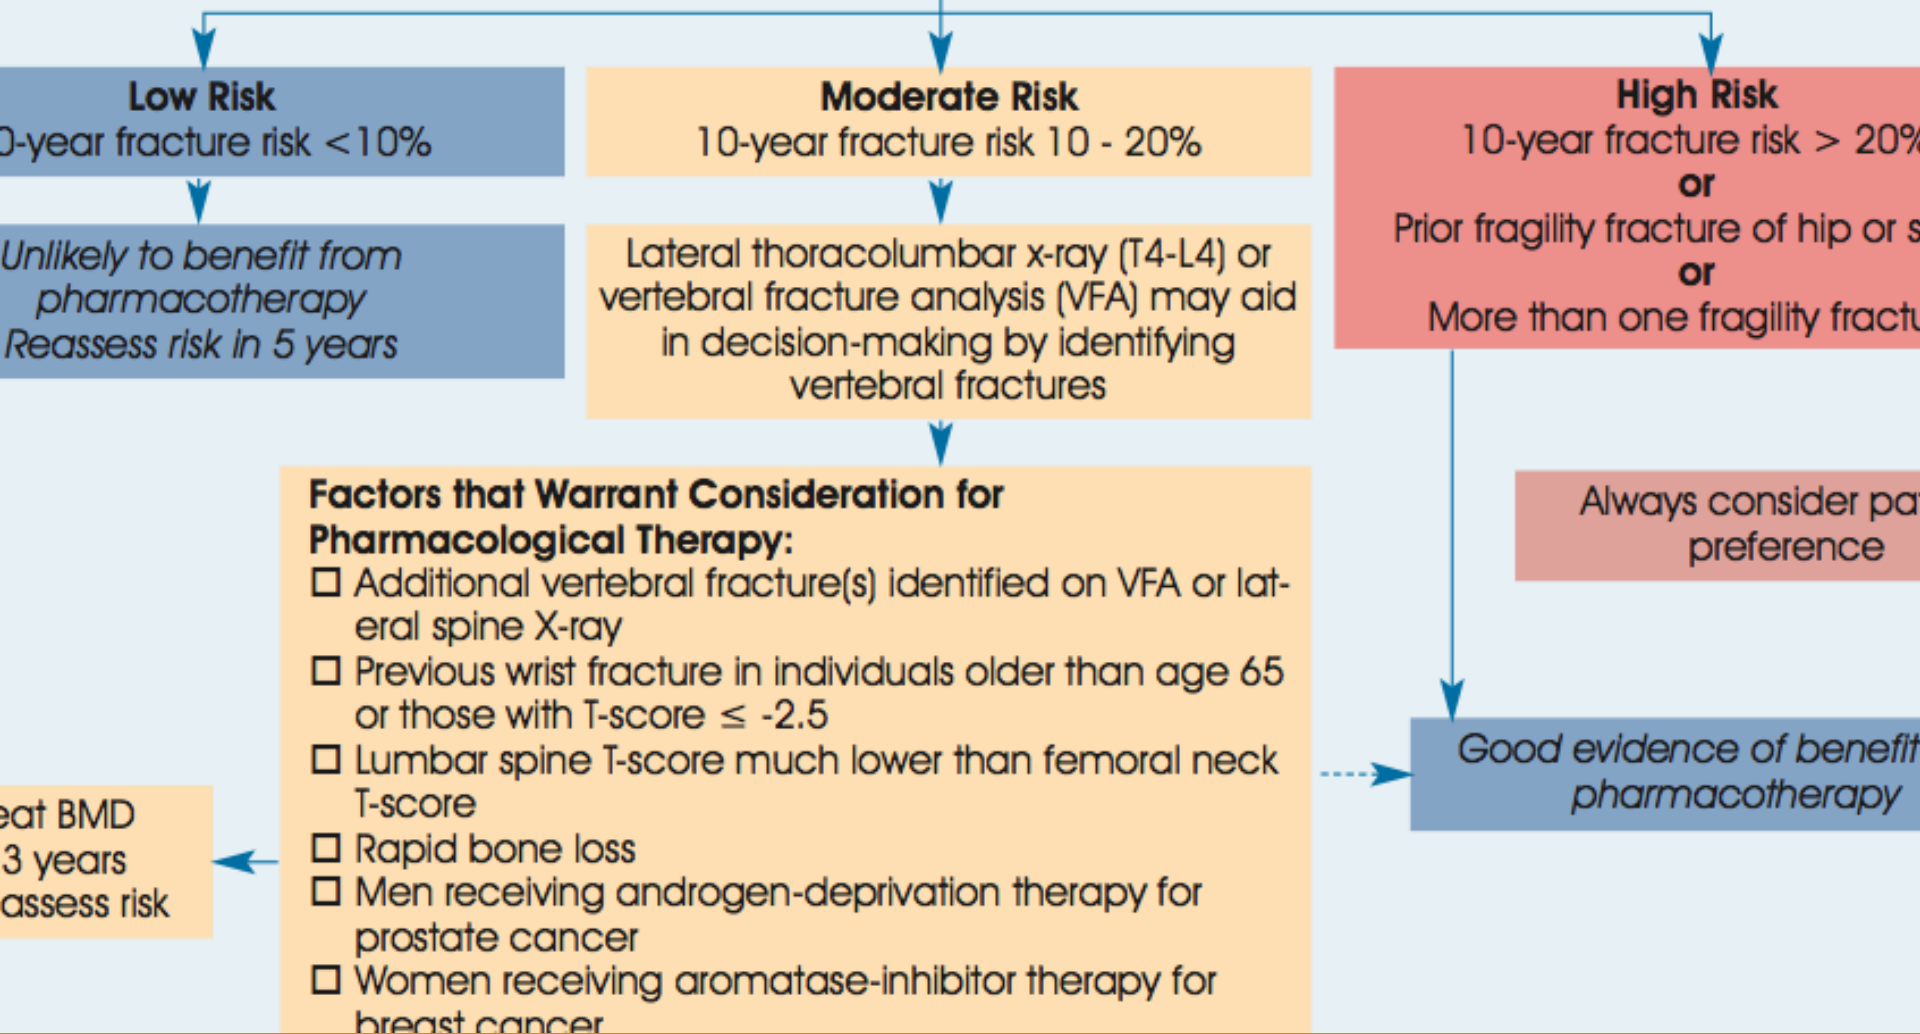 Low Risk
0-year fracture risk <10%
Unlikely to benefit from
pharmacotherapy
Reassess risk in 5 years
Moderate Risk
10-year fracture risk 10 - 20%
Lateral thoracolumbar x-ray (T4-L4) or
vertebral fracture analysis (VFA) may aid
in decision-making by identifying
vertebral fractures
High Risk
10-year fracture risk > 20%
or
Prior fragility fracture of hip or s
or
More than one fragility fractu
Always consider pa
preference
Factors that Warrant Consideration for
Pharmacological Therapy:
☐ Additional vertebral fracture(s) identified on VFA or lat-
eral spine X-ray
☐ Previous wrist fracture in individuals older than age 65
or those with T-score ≤ -2.5
☐ Lumbar spine T-score much lower than femoral neck
T-score
☐ Rapid bone loss
☐ Men receiving androgen-deprivation therapy for
prostate cancer
☐ Women receiving aromatase-inhibitor therapy for
breast cancer
eat BMD
3 years
assess risk
Good evidence of benefit
pharmacotherapy